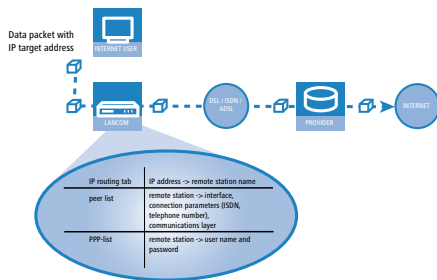 Data packet with
IP target address
INTERNET USER
LANCOM
DSL / ISDN /
ADSL
PROVIDER
INTERNET
IP routing tab IP address -> remote station name
peer list remote station -> interface,
connection parameters (ISDN,
telephone number),
communications layer
PPP-list remote station -> user name and
password